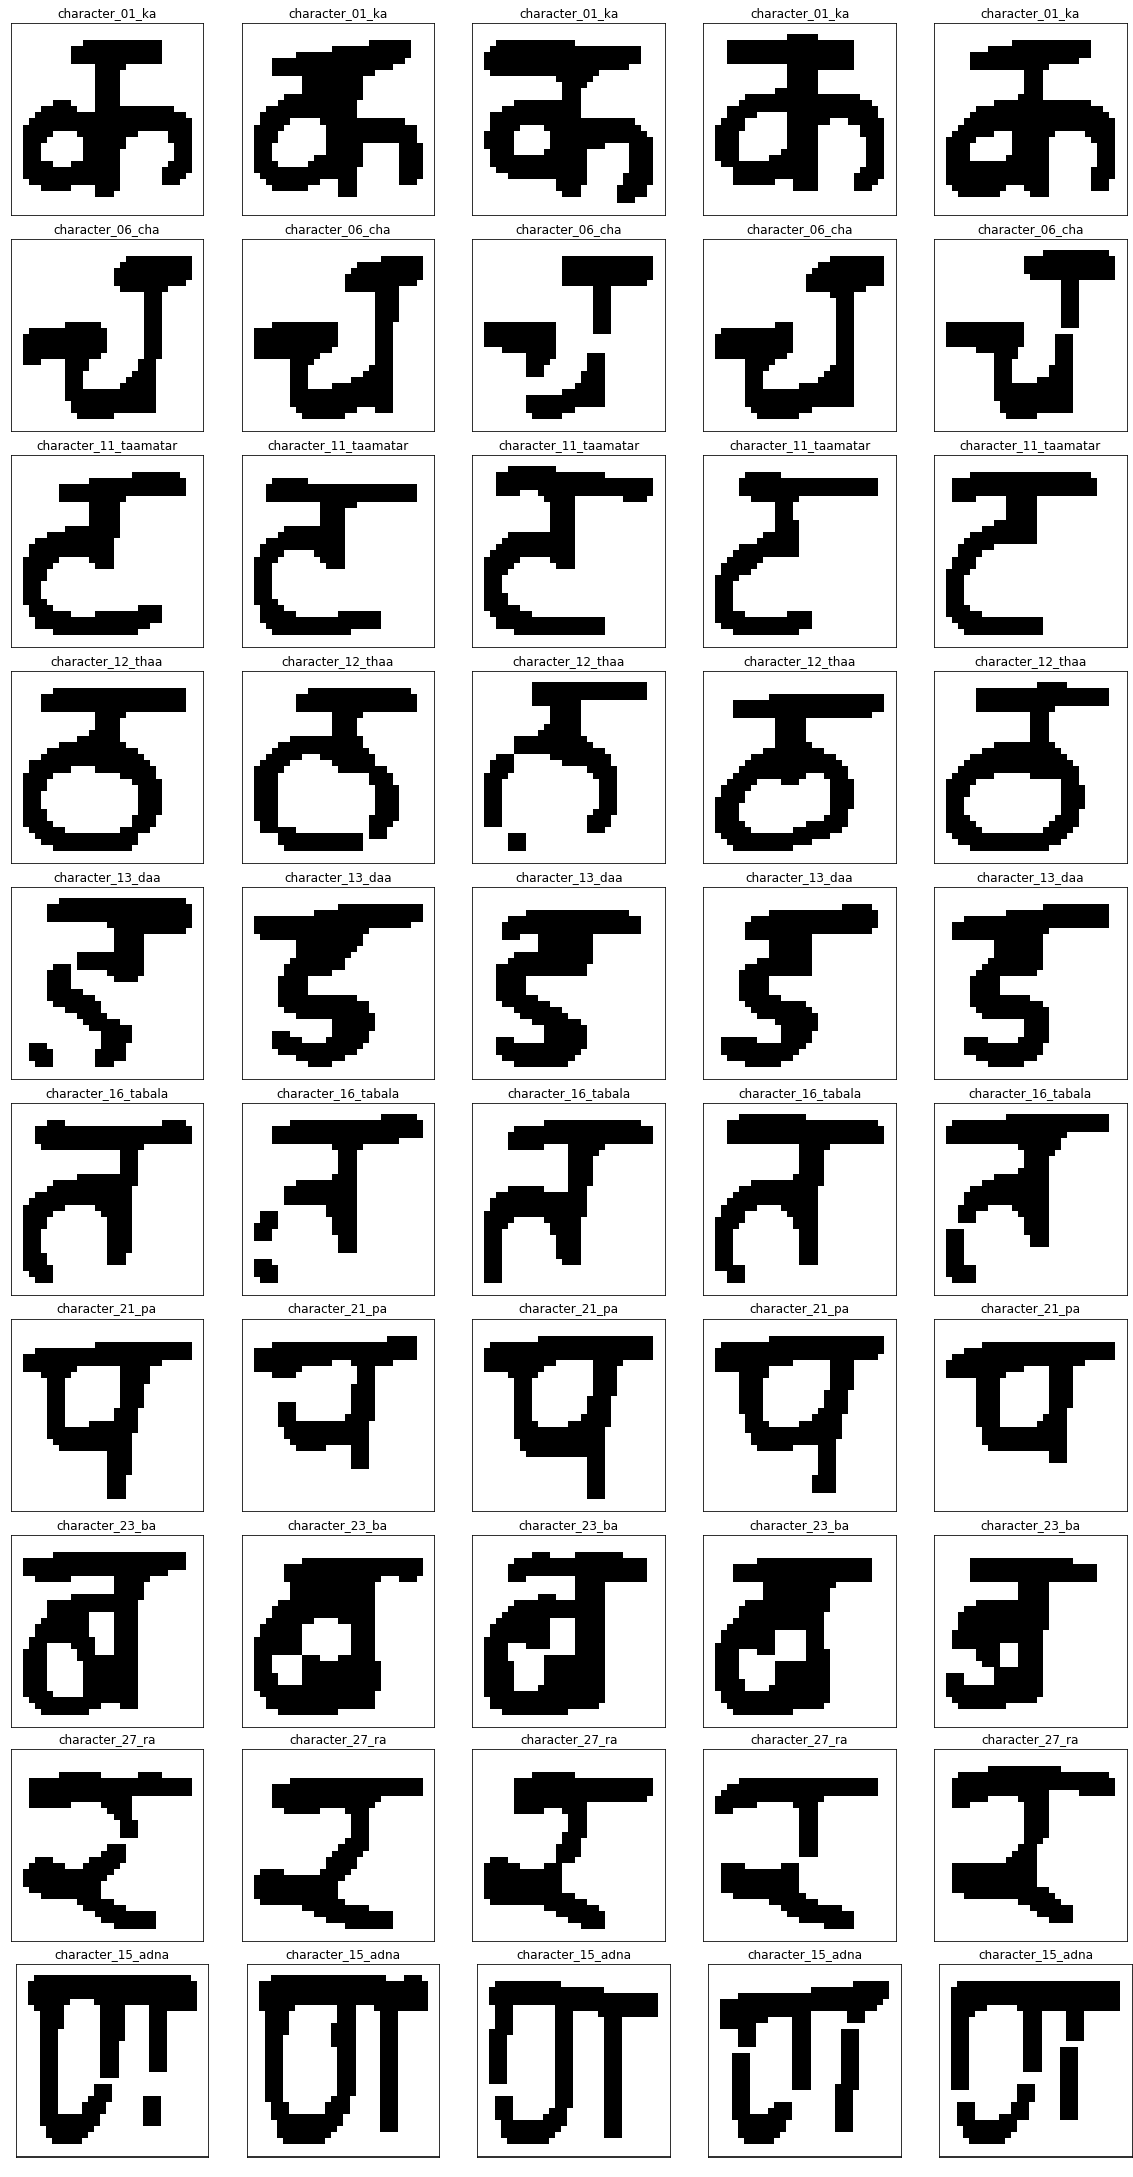 character_01_ka character_01_ka character_01_ka character_01_ka character_01_ka
क क क क क
character_06_cha character_06_cha character_06_cha character_06_cha character_06_cha
च च च च च
character_11_taamatar character_11_taamatar character_11_taamatar character_11_taamatar character_11_taamatar
ट ट ट ट ट
character_12_thaa character_12_thaa character_12_thaa character_12_thaa character_12_thaa
ठ ठ ठ ठ ठ
character_13_daa character_13_daa character_13_daa character_13_daa character_13_daa
ड ड ड ड ड
character_16_tabala character_16_tabala character_16_tabala character_16_tabala character_16_tabala
त त त त त
character_21_pa character_21_pa character_21_pa character_21_pa character_21_pa
प प प प प
character_23_ba character_23_ba character_23_ba character_23_ba character_23_ba
ब ब ब ब ब
character_27_ra character_27_ra character_27_ra character_27_ra character_27_ra
र र र र र
character_15_adna character_15_adna character_15_adna character_15_adna character_15_adna
ण ण ण ण ण